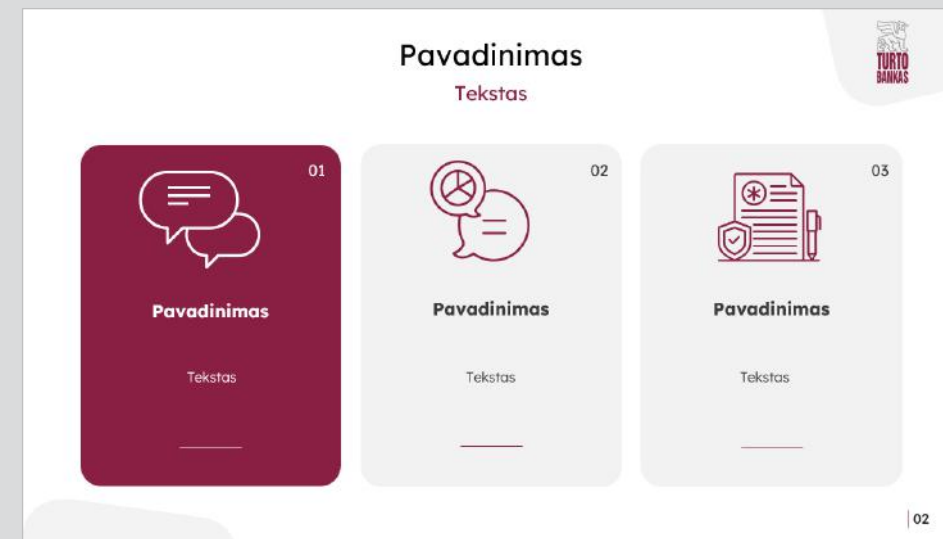 Pavadinimas
Tekstas
TURTO
BANKAS
01
Pavadinimas
Tekstas
02
Pavadinimas
Tekstas
03
Pavadinimas
Tekstas
02